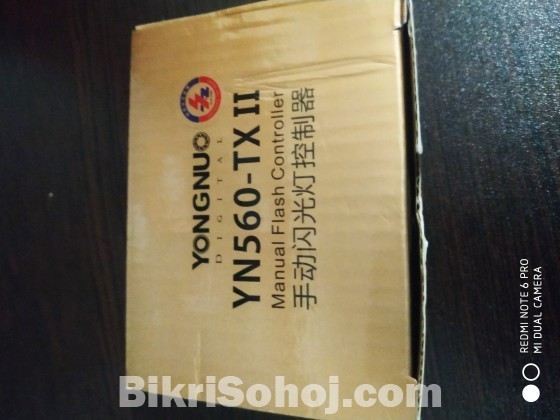 YONGNUO
DIGITAL
YN560-TX II
Manual Flash Controller
手动闪光灯控制器
BikriSohoj.com
REDMI NOTE 6 PRO
MI DUAL CAMERA